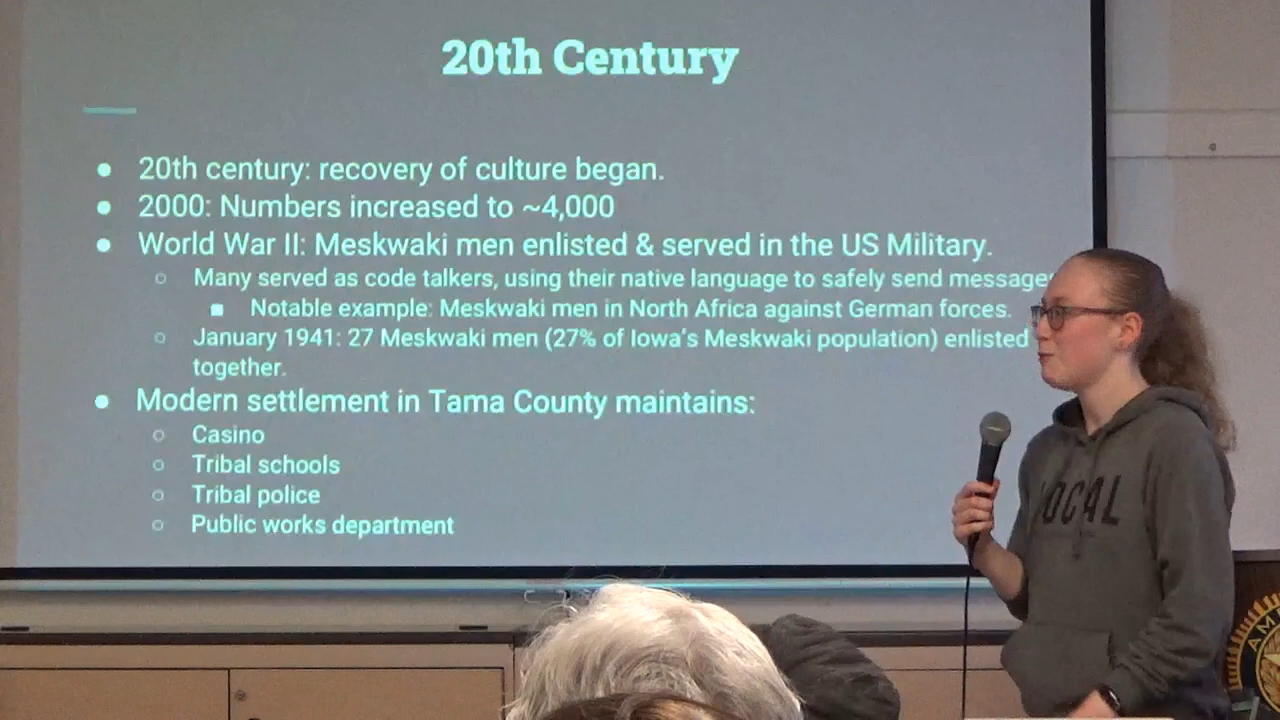 20th Century
● 20th century: recovery of culture began.
● 2000: Numbers increased to ~4,000
● World War II: Meskwaki men enlisted & served in the US Military.
○ Many served as code talkers, using their native language to safely send message
■ Notable example: Meskwaki men in North Africa against German forces.
○ January 1941: 27 Meskwaki men (27% of Iowa's Meskwaki population) enlisted
together.
● Modern settlement in Tama County maintains:
○ Casino
○ Tribal schools
○ Tribal police
○ Public works department
LOCAL
AM